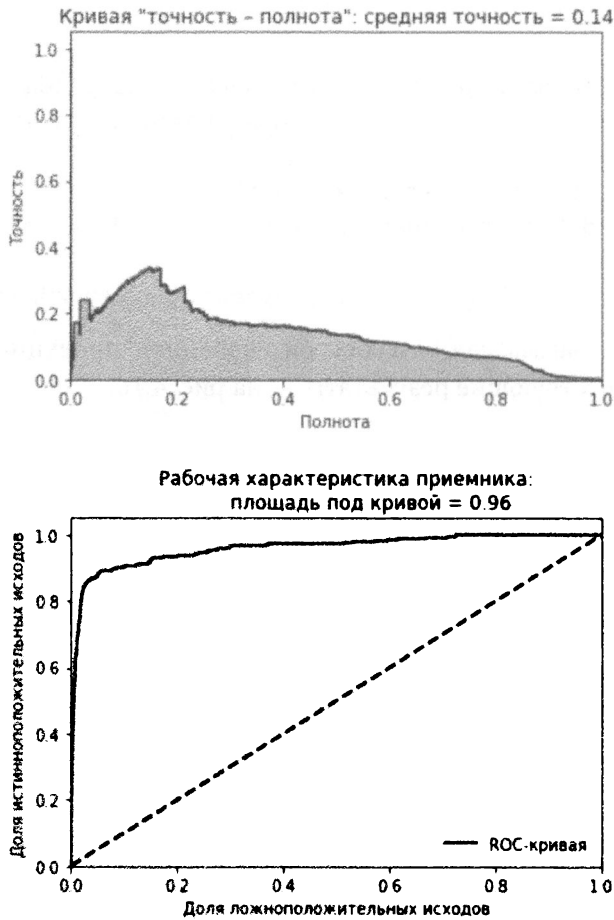 Кривая "точность – полнота": средняя точность = 0.14
1.0
0.8
0.6
0.4
0.2
0.0
Точность
0.0 0.2 0.4 0.6 0.8 1.0
Полнота
Рабочая характеристика приемника:
площадь под кривой = 0.96
1.0
0.8
0.6
0.4
0.2
0.0
Доля истинноположительных исходов
ROC-кривая
0.0 0.2 0.4 0.6 0.8 1.0
Доля ложноположительных исходов